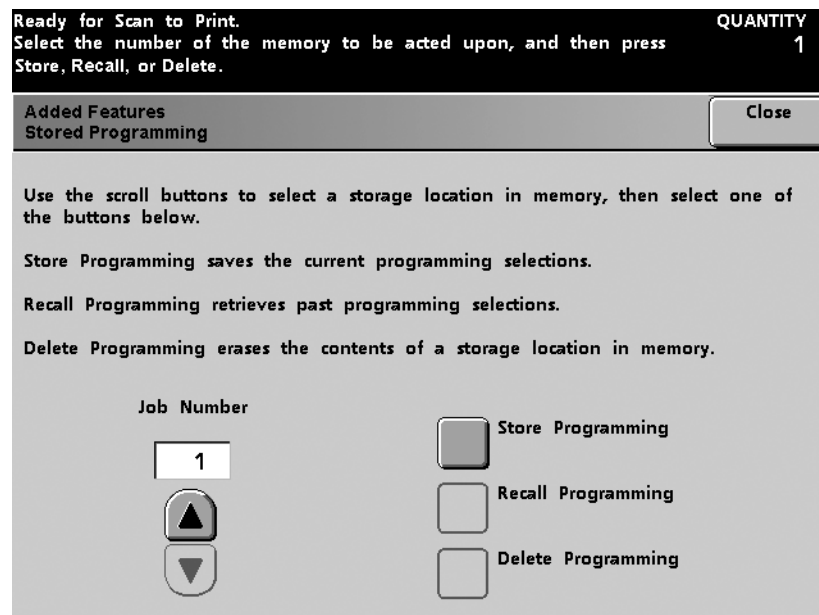 Ready for Scan to Print.
QUANTITY
Select the number of the memory to be acted upon, and then press
1
Store, Recall, or Delete.
Added Features
Close
Stored Programming
Use the scroll buttons to select a storage location in memory, then select one of
the buttons below.
Store Programming saves the current programming selections.
Recall Programming retrieves past programming selections.
Delete Programming erases the contents of a storage location in memory.
Job Number
1
Store Programming
Recall Programming
Delete Programming